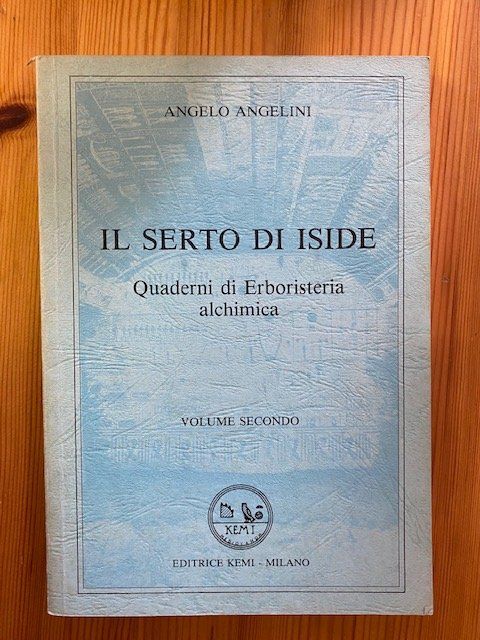 ANGELO ANGELINI
IL SERTO DI ISIDE
Quaderni di Erboristeria
alchimica
VOLUME SECONDO
KEMI
EDITRICE KEMI - MILANO